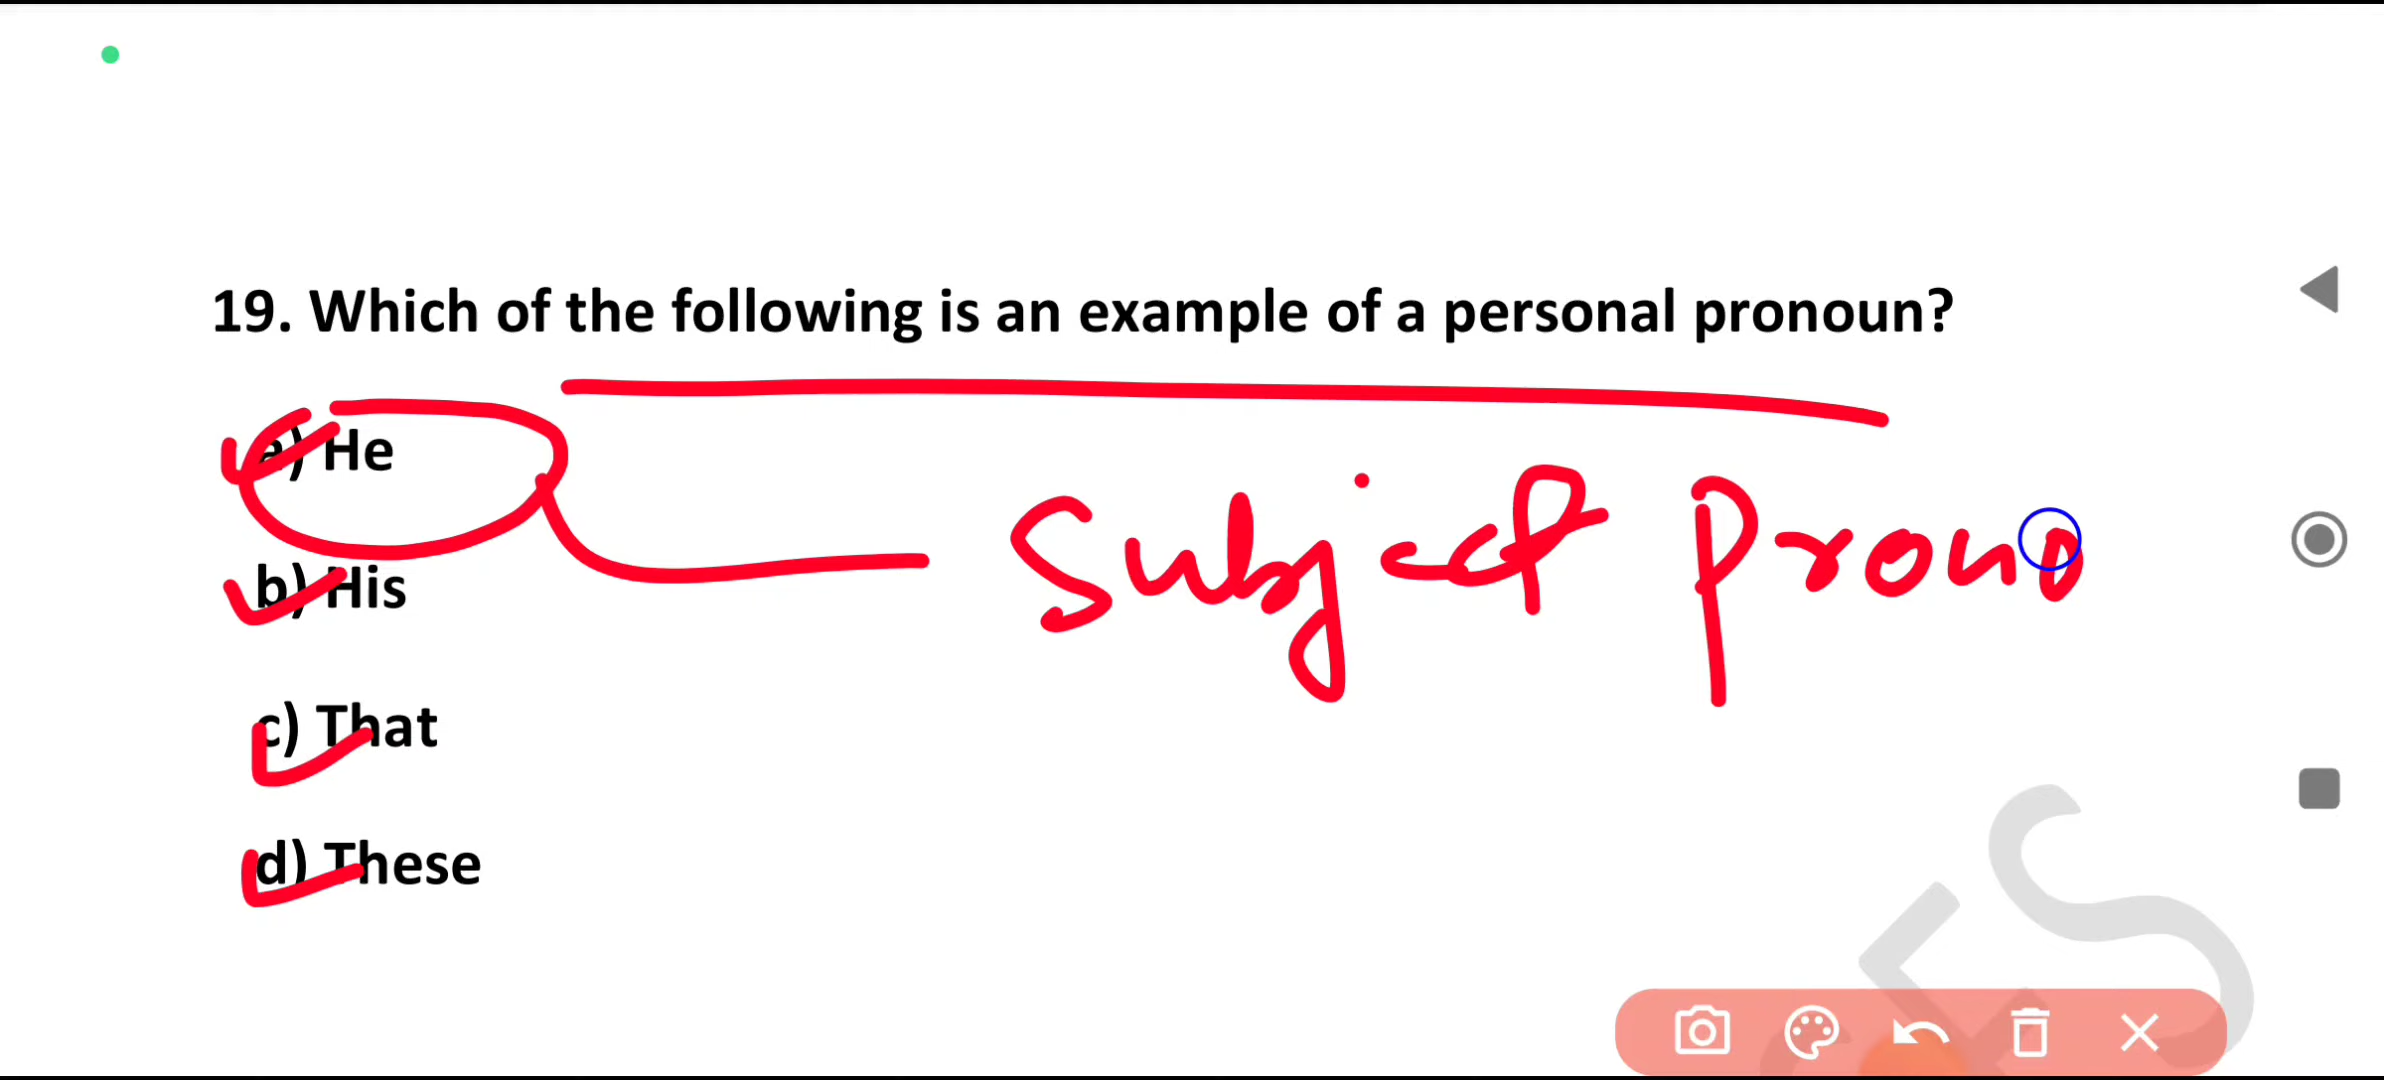 19. Which of the following is an example of a personal pronoun?
a) He
Subject Prono
b) His
c) That
d) These